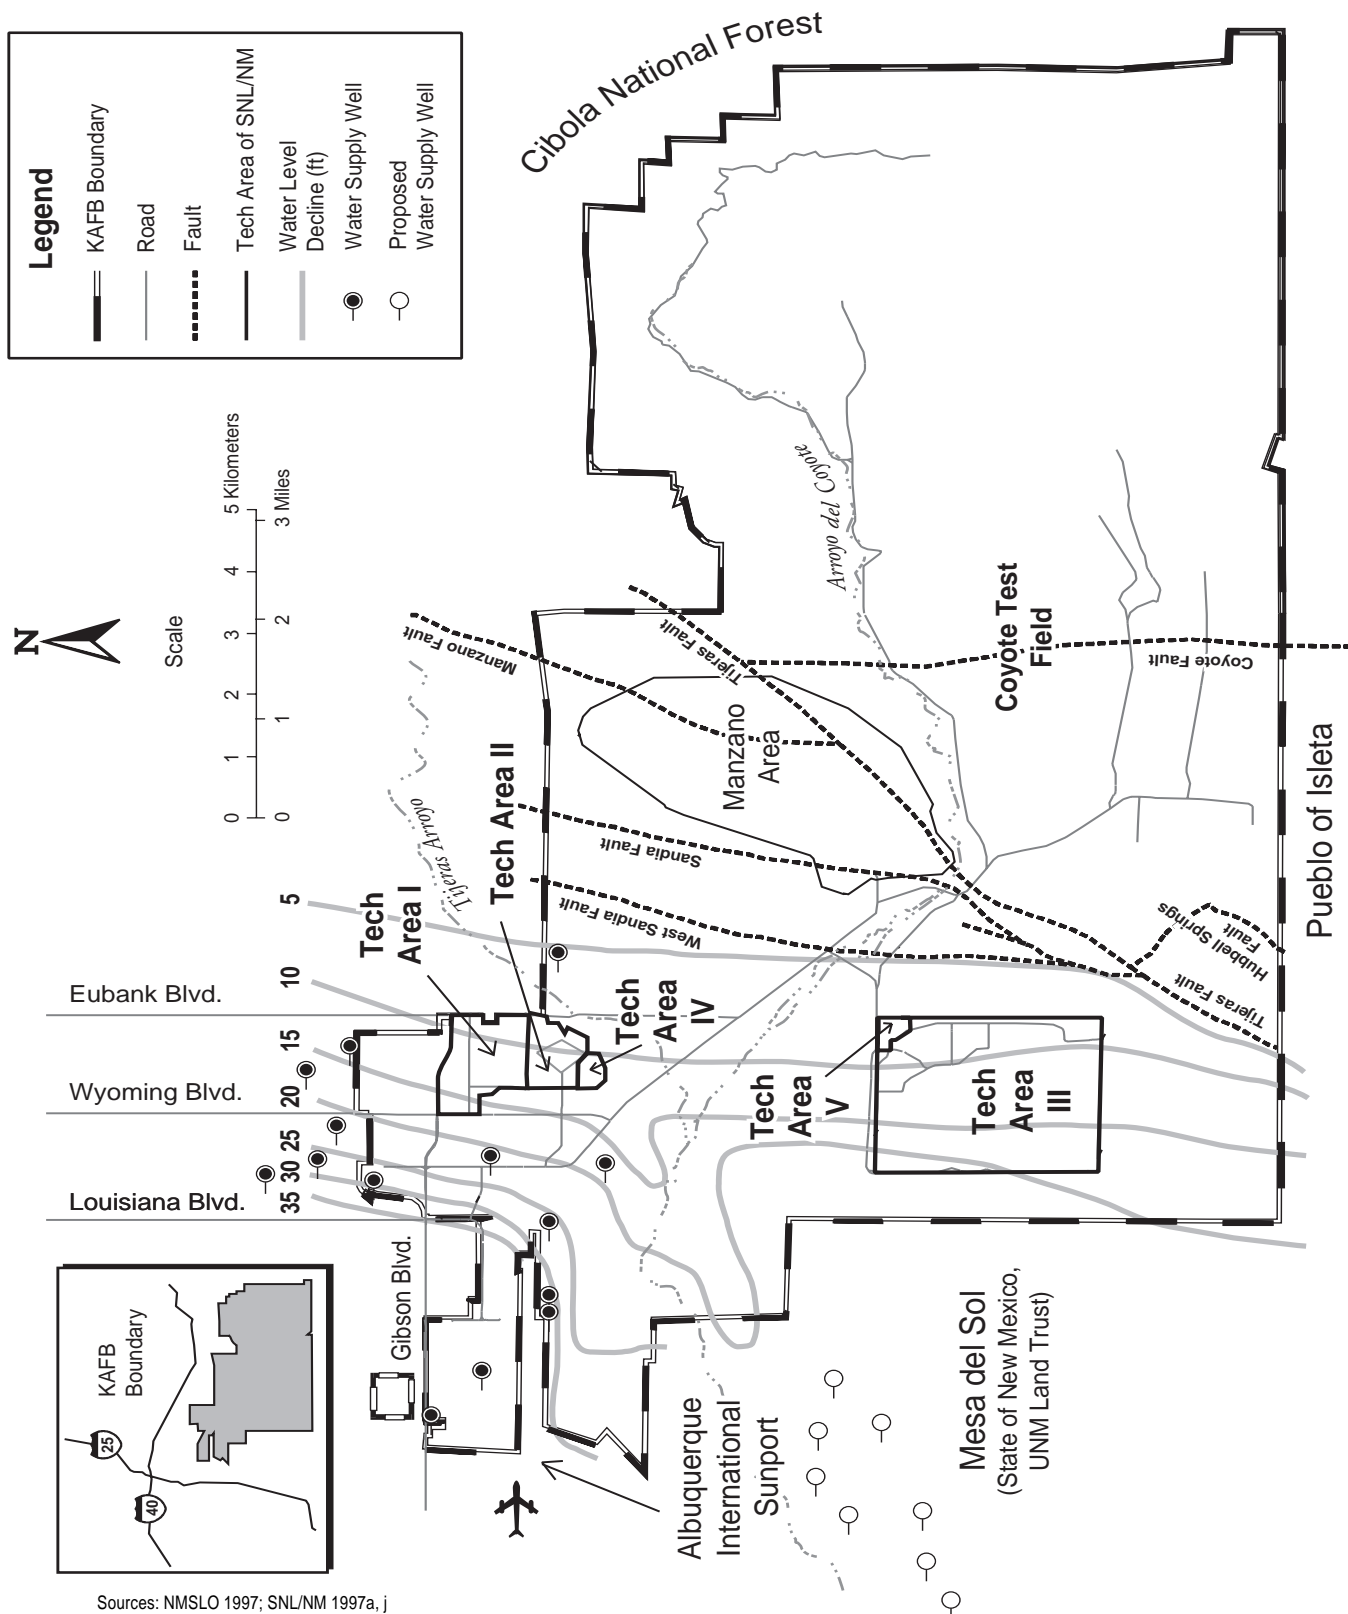 Legend
KAFB Boundary
Road
Fault
Tech Area of SNL/NM
Water Level
Decline (ft)
Water Supply Well
Proposed
Water Supply Well
N
Scale
0 1 2 3 4 5 Kilometers
0 1 2 3 Miles
Cibola National Forest
Eubank Blvd.
Wyoming Blvd.
Louisiana Blvd.
Gibson Blvd.
5
10
15
20
25
30
35
Tijeras Arroyo
Arroyo del Coyote
Manzano Fault
Tijeras Fault
Sandia Fault
West Sandia Fault
Coyote Fault
Hubbell Springs
Fault
Tijeras Fault
Manzano
Area
Coyote Test
Field
Tech
Area I
Tech Area II
Tech
Area
IV
Tech
Area
V
Tech
Area
III
Pueblo of Isleta
Mesa del Sol
(State of New Mexico,
UNM Land Trust)
Albuquerque
International
Sunport
KAFB
Boundary
25
40
Sources: NMSLO 1997; SNL/NM 1997a, j